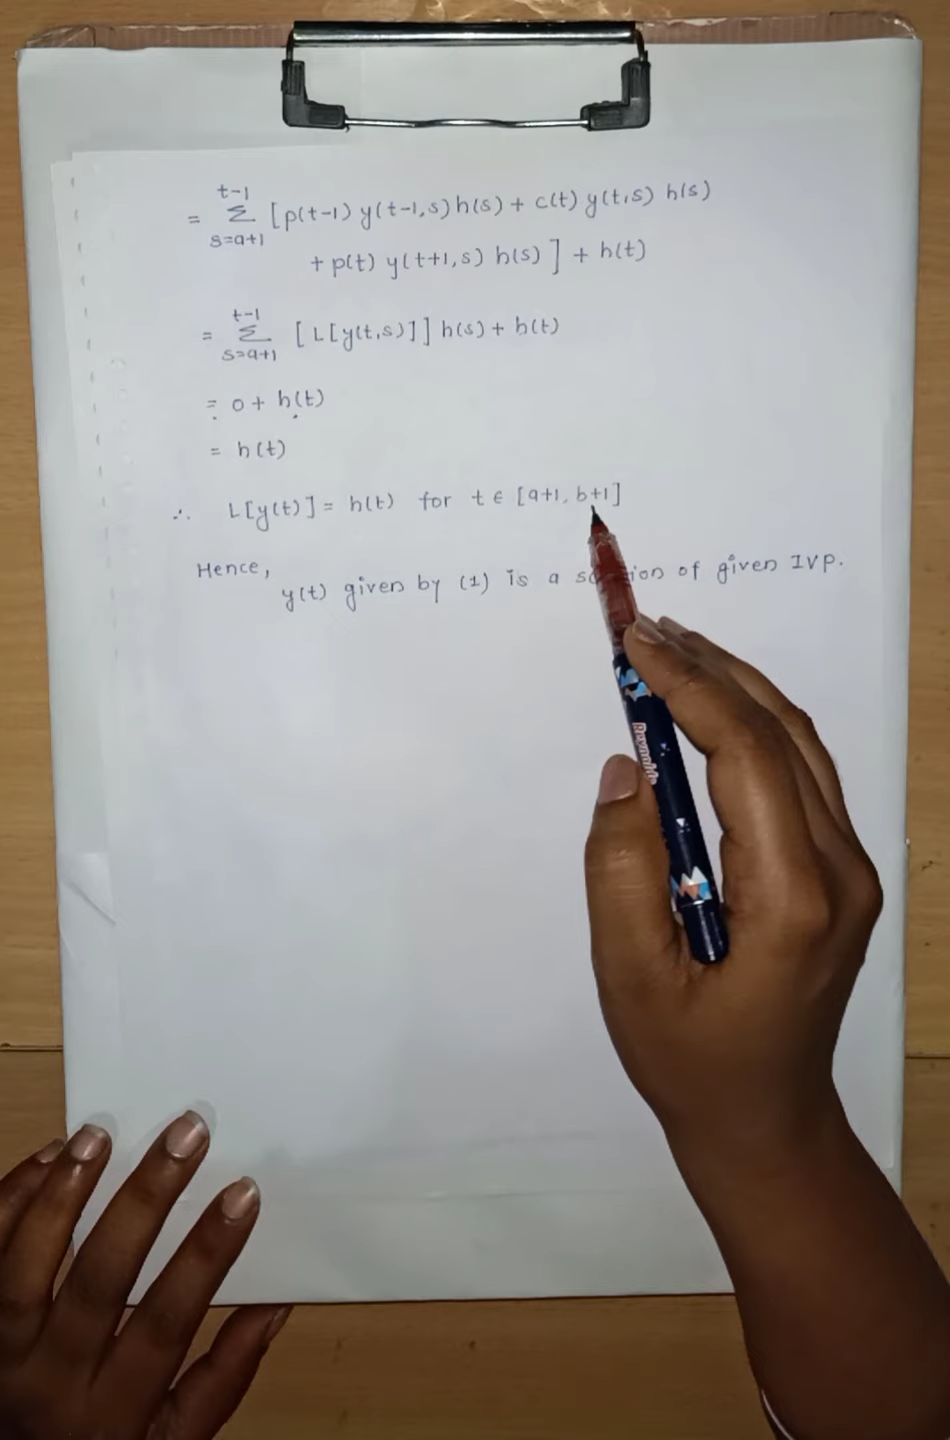 = t-1 Σ s=a+1 [p(t-1) y(t-1,s) h(s) + c(t) y(t,s) h(s)
+ p(t) y(t+1,s) h(s) ] + h(t)
= t-1 Σ s=a+1 [L[y(t,s)]] h(s) + h(t)
= 0 + h(t)
= h(t)
∴ L[y(t)] = h(t) for t ∈ [a+1, b+1]
Hence,
y(t) given by (1) is a of given IVP.
Reynolds